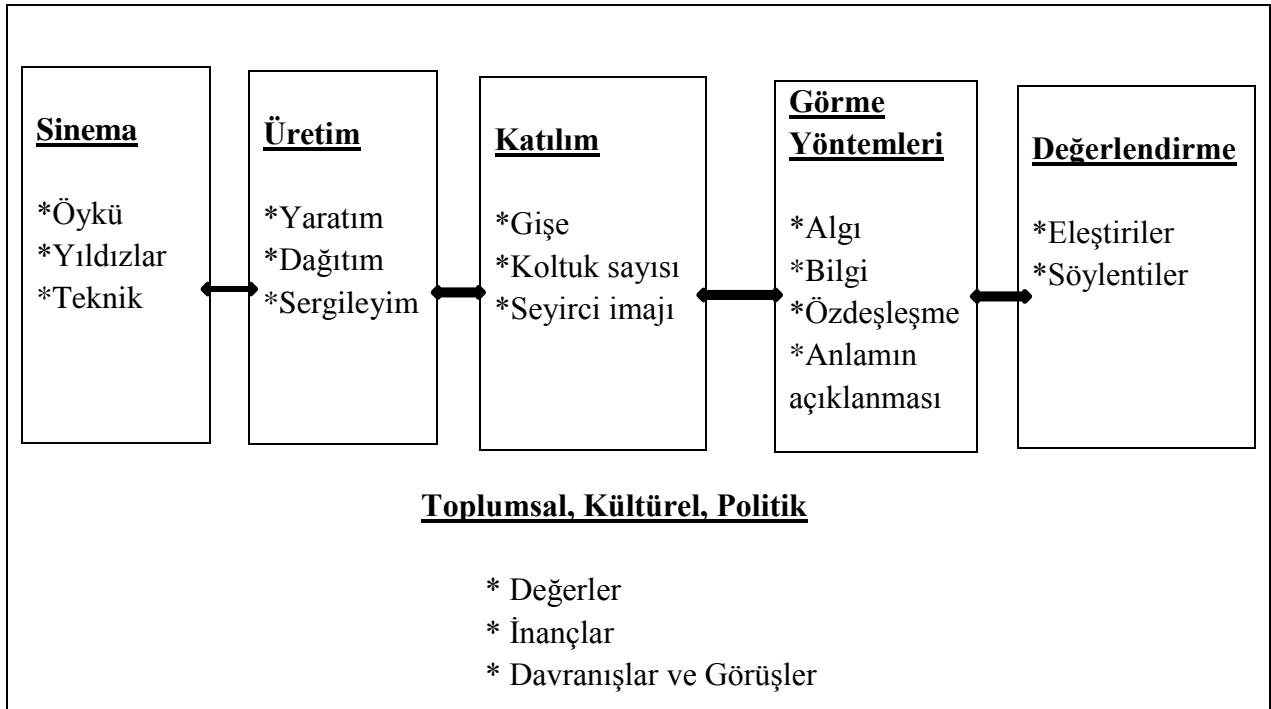 Sinema
*Öykü
*Yıldızlar
*Teknik
Üretim
*Yaratım
*Dağıtım
*Sergileyim
Katılım
*Gişe
*Koltuk sayısı
*Seyirci imajı
Görme
Yöntemleri
*Algı
*Bilgi
*Özdeşleşme
*Anlamın
açıklanması
Değerlendirme
*Eleştiriler
*Söylentiler
Toplumsal, Kültürel, Politik
* Değerler
* İnançlar
* Davranışlar ve Görüşler